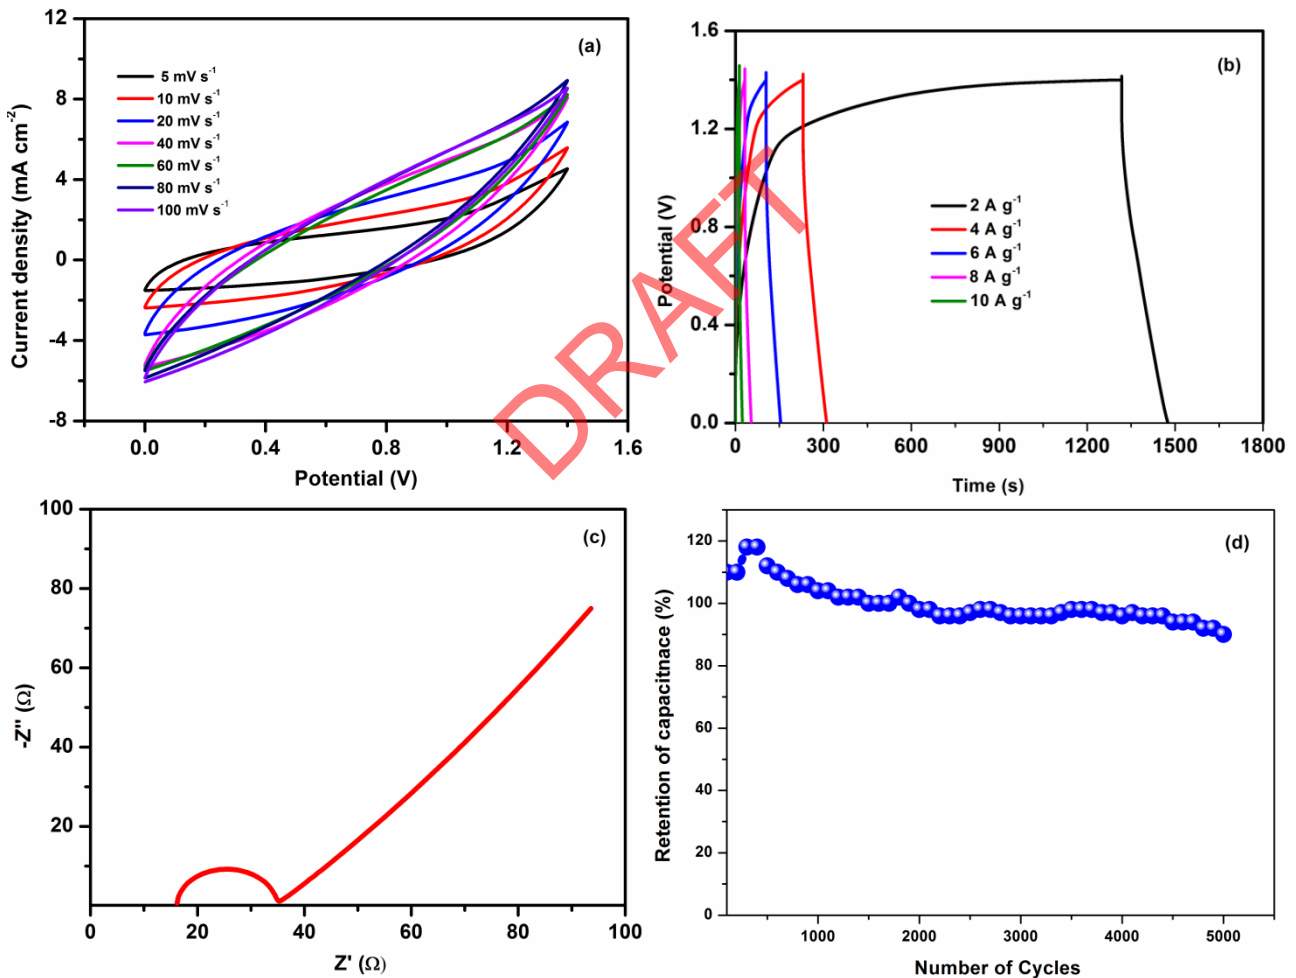 (a)
12
8
4
0
-4
-8
Current density (mA cm-2)
5 mV s-1
10 mV s-1
20 mV s-1
40 mV s-1
60 mV s-1
80 mV s-1
100 mV s-1
0.0 0.4 0.8 1.2 1.6
Potential (V)
(b)
1.6
1.2
0.8
0.4
0.0
Potential (V)
2 A g-1
4 A g-1
6 A g-1
8 A g-1
10 A g-1
0 300 600 900 1200 1500 1800
Time (s)
DRAFT
(c)
100
80
60
40
20
-Z'' (Ω)
0 20 40 60 80 100
Z' (Ω)
(d)
120
100
80
60
40
20
0
Retention of capacitnace (%)
1000 2000 3000 4000 5000
Number of Cycles